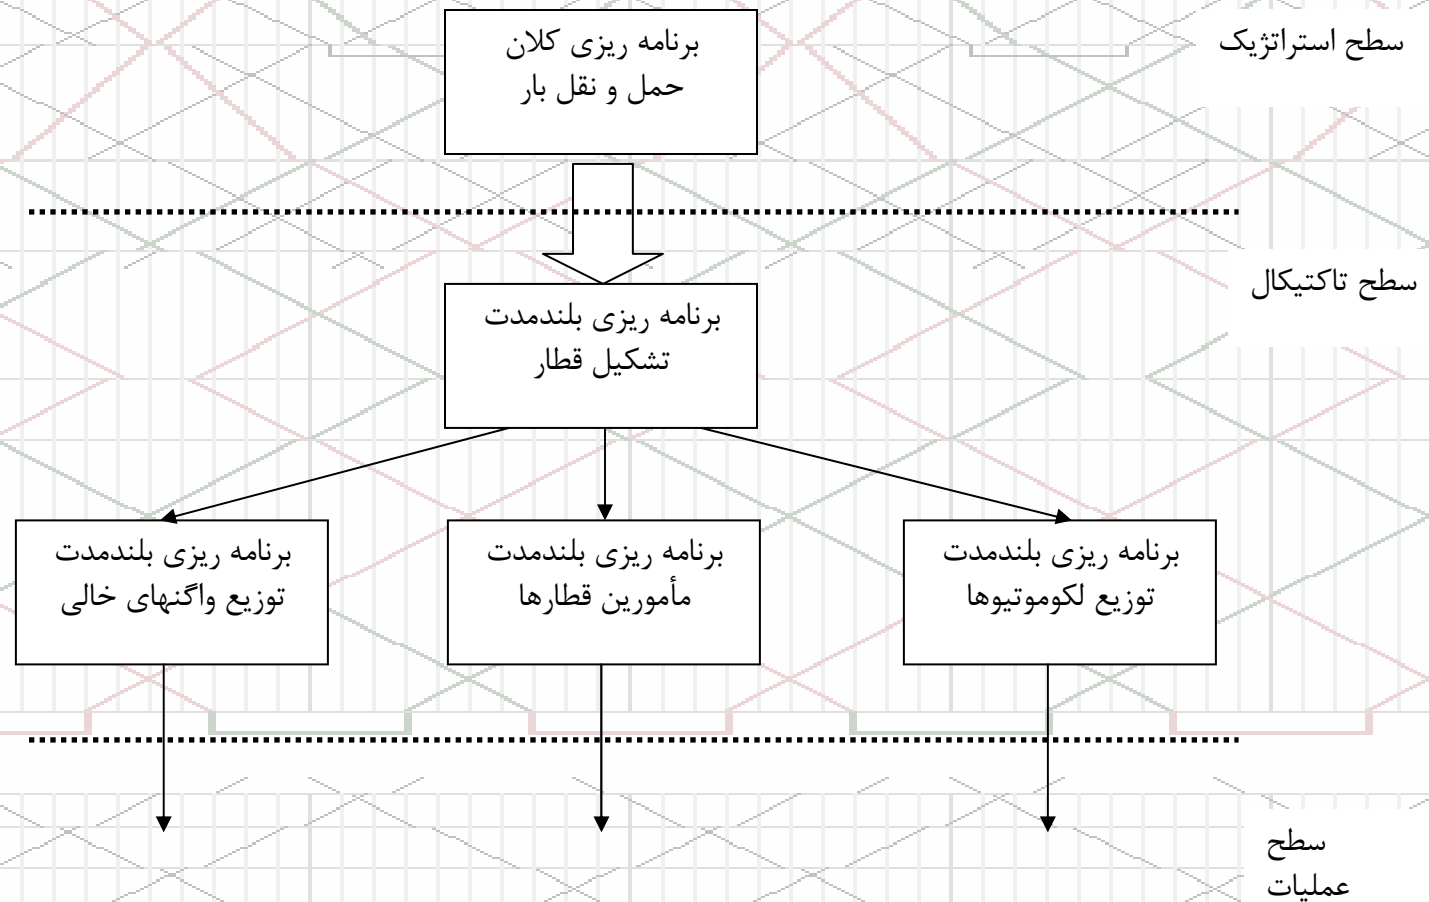 سطح استراتژیک
برنامه ریزی کلان
حمل و نقل بار
سطح تاکتیکال
برنامه ریزی بلندمدت
تشکیل قطار
برنامه ریزی بلندمدت
توزیع لکوموتیوها
برنامه ریزی بلندمدت
مأمورین قطارها
برنامه ریزی بلندمدت
توزیع واگنهای خالی
سطح
عملیات